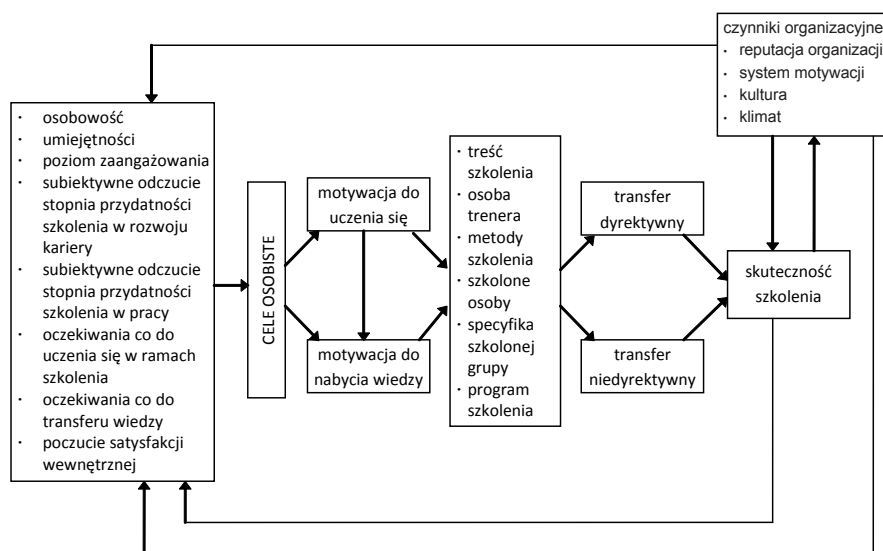 czynniki organizacyjne
· reputacja organizacji
· system motywacji
· kultura
· klimat
· osobowość
· umiejętności
· poziom zaangażowania
· subiektywne odczucie
stopnia przydatności
szkolenia w rozwoju
kariery
· subiektywne odczucie
stopnia przydatności
szkolenia w pracy
· oczekiwania co do
uczenia się w ramach
szkolenia
· oczekiwania co do
transferu wiedzy
· poczucie satysfakcji
wewnętrznej
CELE OSOBISTE
motywacja do
uczenia się
motywacja do
nabycia wiedzy
· treść
szkolenia
· osoba
trenera
· metody
szkolenia
· szkolone
osoby
· specyfika
szkolonej
grupy
· program
szkolenia
transfer
dyrektywny
transfer
niedyrektywny
skuteczność
szkolenia